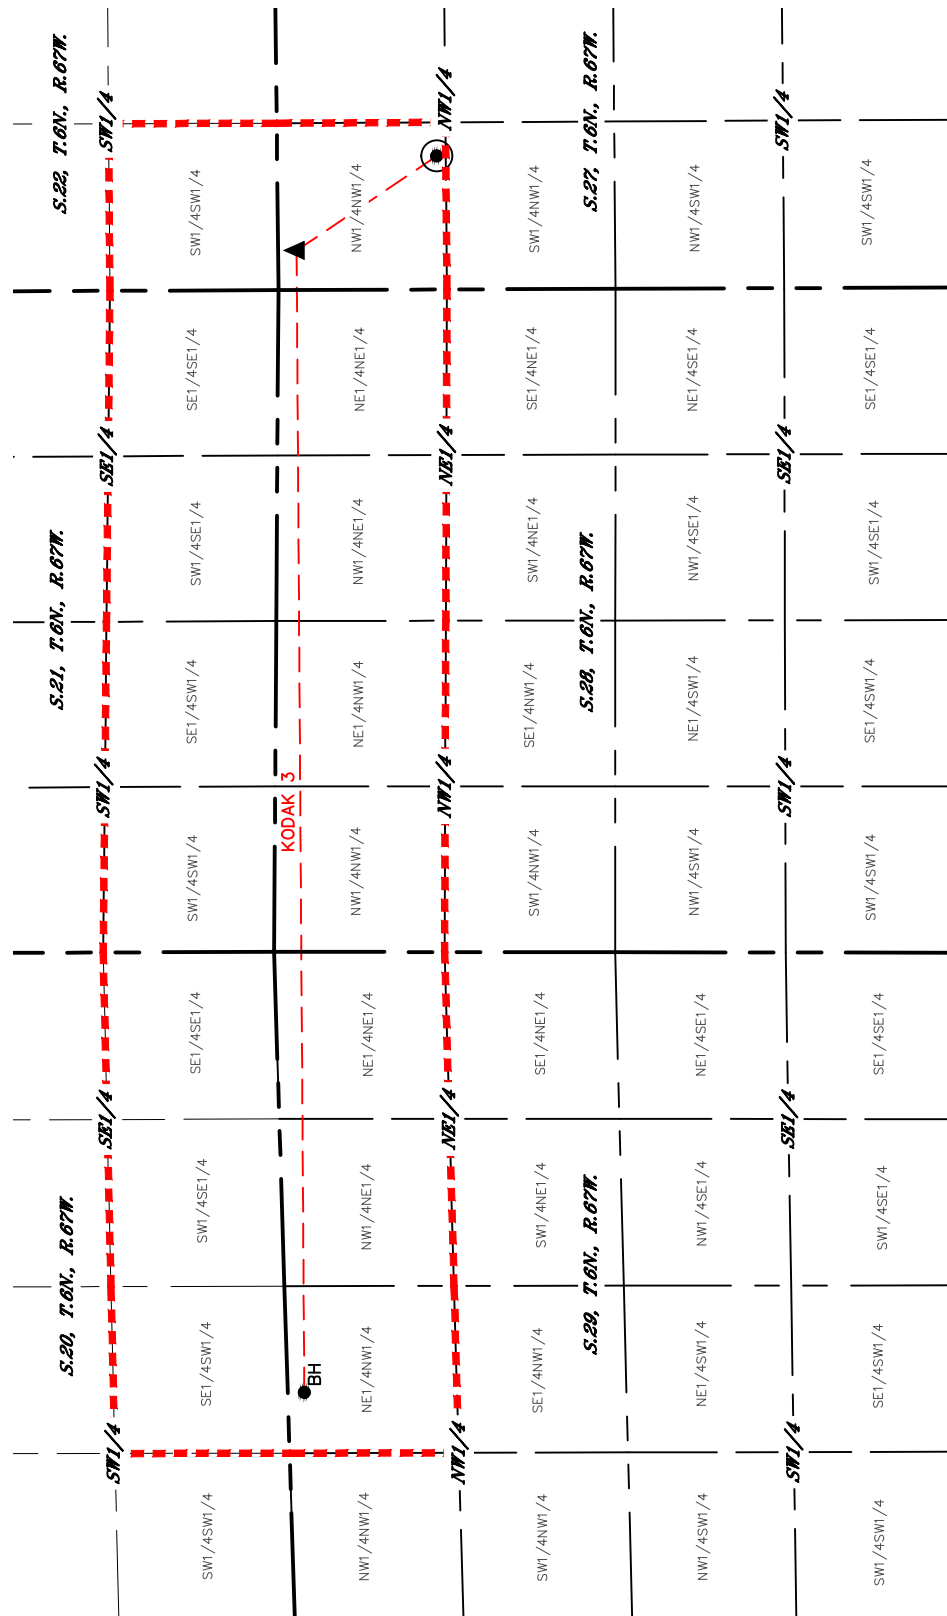 S.20, T.6N., R.67W.
S.21, T.6N., R.67W.
S.22, T.6N., R.67W.
SW1/4
SE1/4
SW1/4
SE1/4
SW1/4
SW1/4SW1/4
SE1/4SW1/4
SW1/4SE1/4
SE1/4SE1/4
SW1/4SW1/4
SE1/4SW1/4
SW1/4SE1/4
SE1/4SE1/4
SW1/4SW1/4
KODAK 3
BH
NW1/4NW1/4
NE1/4NW1/4
NW1/4NE1/4
NE1/4NE1/4
NW1/4NW1/4
NE1/4NW1/4
NW1/4NE1/4
NE1/4NE1/4
NW1/4NW1/4
NW1/4
NE1/4
NW1/4
NE1/4
NW1/4
SW1/4NW1/4
SE1/4NW1/4
SW1/4NE1/4
SE1/4NE1/4
SW1/4NW1/4
SE1/4NW1/4
SW1/4NE1/4
SE1/4NE1/4
SW1/4NW1/4
S.29, T.6N., R.67W.
S.28, T.6N., R.67W.
S.27, T.6N., R.67W.
NW1/4SW1/4
NE1/4SW1/4
NW1/4SE1/4
NE1/4SE1/4
NW1/4SW1/4
NE1/4SW1/4
NW1/4SE1/4
NE1/4SE1/4
NW1/4SW1/4
SW1/4
SE1/4
SW1/4
SE1/4
SW1/4
SW1/4SW1/4
SE1/4SW1/4
SW1/4SE1/4
SE1/4SE1/4
SW1/4SW1/4
SE1/4SW1/4
SW1/4SE1/4
SE1/4SE1/4
SW1/4SW1/4